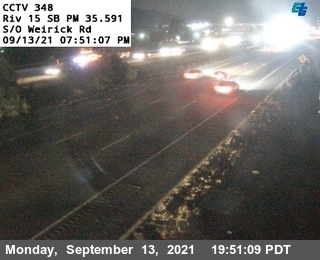 CCTV 348
Riv 15 SB PM 35.591
S/O Weirick Rd
09/13/21 07:51:07 PM
Monday, September 13, 2021 19:51:09 PDT